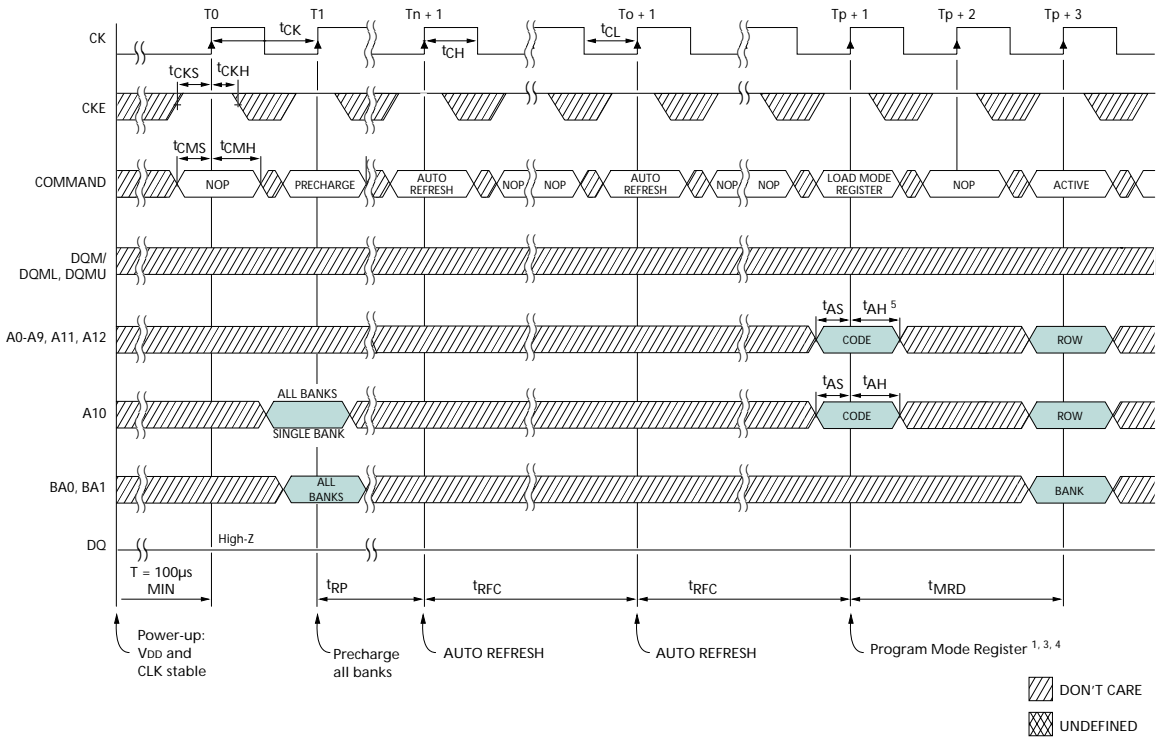 T0 T1 Tn + 1 To + 1 Tp + 1 Tp + 2 Tp + 3
CK
tCK
tCH
tCL
tCKS tCKH
CKE
tCMS tCMH
COMMAND
NOP
PRECHARGE
AUTO
REFRESH
NOP
NOP
AUTO
REFRESH
NOP
NOP
LOAD MODE
REGISTER
NOP
ACTIVE
DQM/
DQML, DQMU
tAS tAH 5
A0-A9, A11, A12
CODE
ROW
tAS tAH
ALL BANKS
A10
SINGLE BANK
CODE
ROW
BA0, BA1
ALL
BANKS
BANK
DQ
High-Z
T = 100µs
MIN
tRP
tRFC
tRFC
tMRD
Power-up:
VDD and
CLK stable
Precharge
all banks
AUTO REFRESH
AUTO REFRESH
Program Mode Register 1, 3, 4
DON'T CARE
UNDEFINED